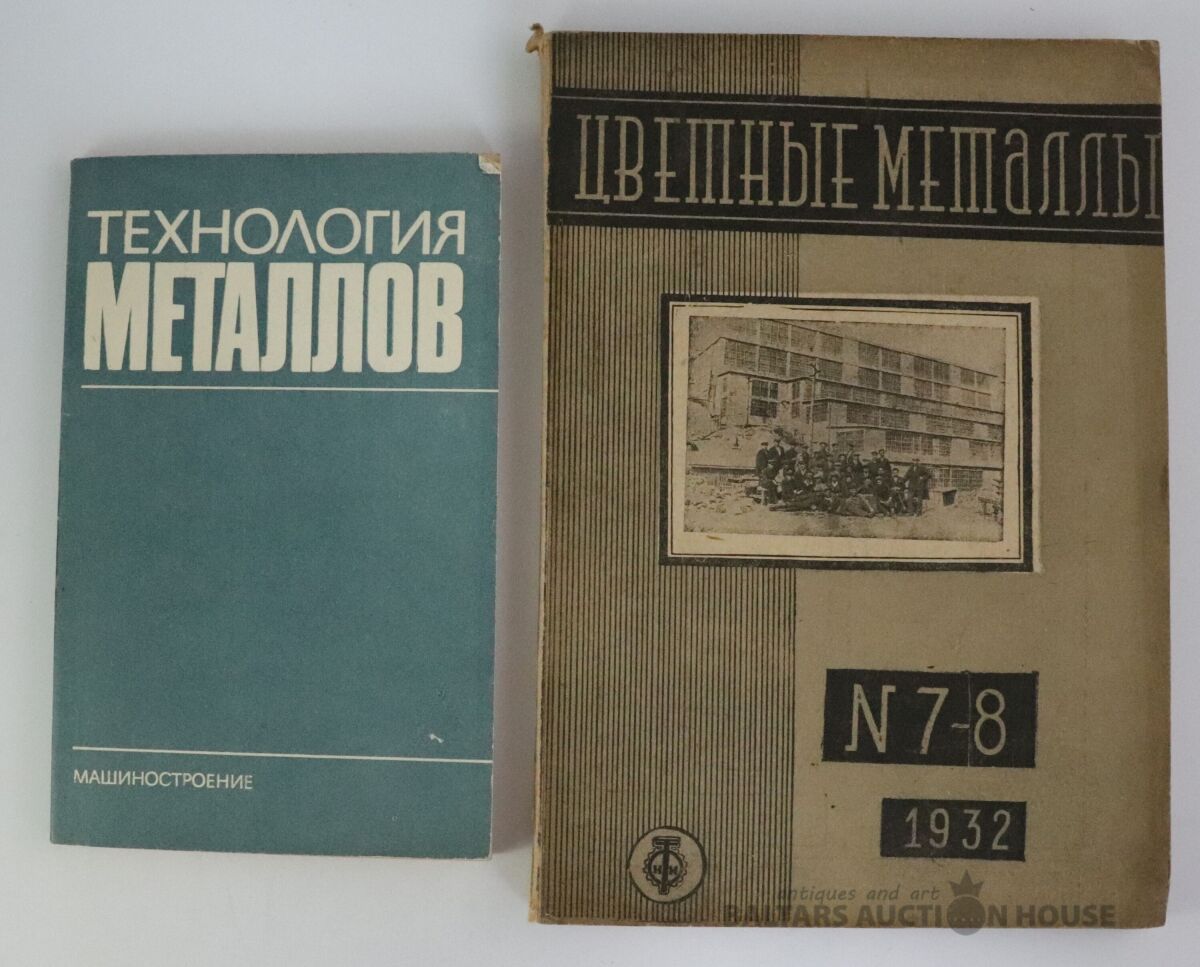 ТЕХНОЛОГИЯ
МЕТАЛЛОВ
МАШИНОСТРОЕНИЕ
ЦВЕТНЫЕ МЕТАЛЛЫ
N 7-8
1932
antiques and art
BALTARS AUCTION HOUSE